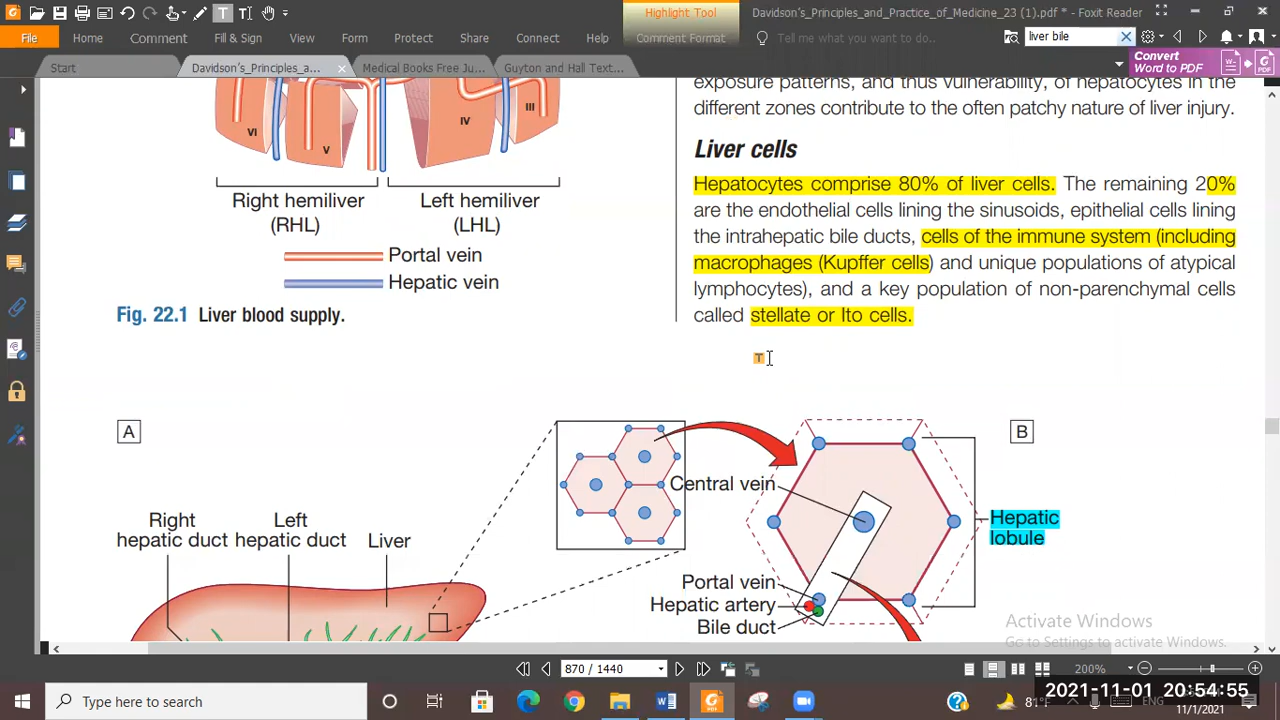 Highlight Tool
Davidson's_Principles_and_Practice_of_Medicine_23 (1).pdf * - Foxit Reader
File
Home
Comment
Fill & Sign
View
Form
Protect
Share
Connect
Help
Comment Format
Tell me what you want to do..
liver bile
Start
Davidson's_Principles_a...
Medical Books Free Ju...
Guyton and Hall Text...
Convert
Word to PDF
exposure patterns, and thus vulnerability, of hepatocytes in the
different zones contribute to the often patchy nature of liver injury.
VI
V
IV
III
Right hemiliver
(RHL)
Left hemiliver
(LHL)
Portal vein
Hepatic vein
Fig. 22.1 Liver blood supply.
Liver cells
Hepatocytes comprise 80% of liver cells. The remaining 20%
are the endothelial cells lining the sinusoids, epithelial cells lining
the intrahepatic bile ducts, cells of the immune system (including
macrophages (Kupffer cells) and unique populations of atypical
lymphocytes), and a key population of non-parenchymal cells
called stellate or Ito cells.
A
B
Right
hepatic duct
Left
hepatic duct
Liver
Central vein
Hepatic
lobule
Portal vein
Hepatic artery
Bile duct
Activate Windows
Go to Settings to activate Windows.
870 / 1440
200%
Type here to search
81°
ENG
2021-11-01 20:54:55
11/1/2021